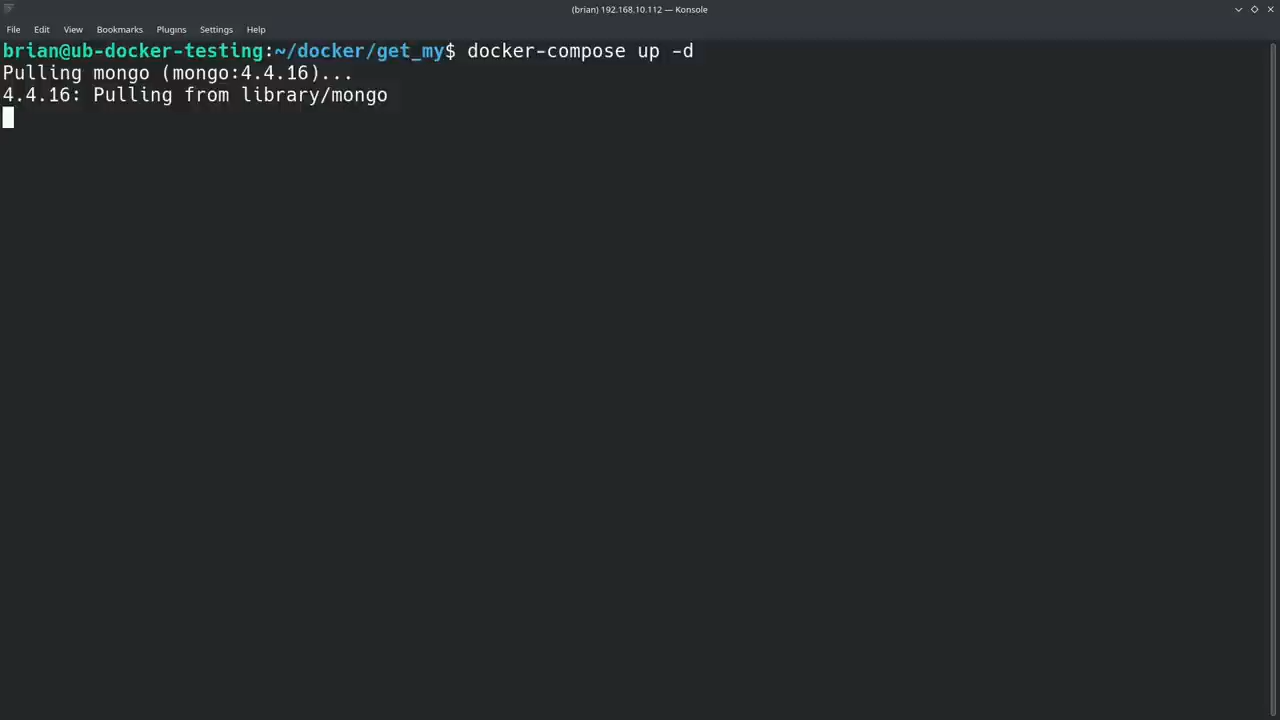 (brian) 192.168.10.112 — Konsole
File Edit View Bookmarks Plugins Settings Help
brian@ub-docker-testing:~/docker/get_my$ docker-compose up -d
Pulling mongo (mongo:4.4.16)...
4.4.16: Pulling from library/mongo